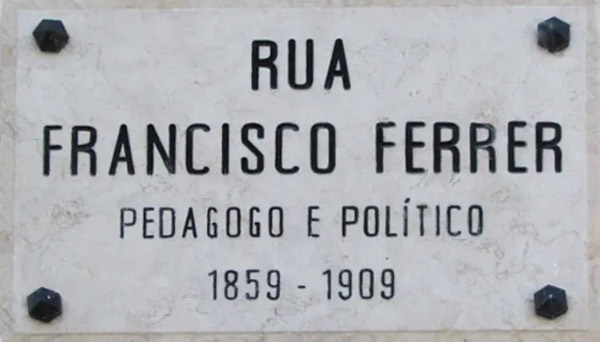 RUA
FRANCISCO FERRER
PEDAGOGO E POLÍTICO
1859 - 1909